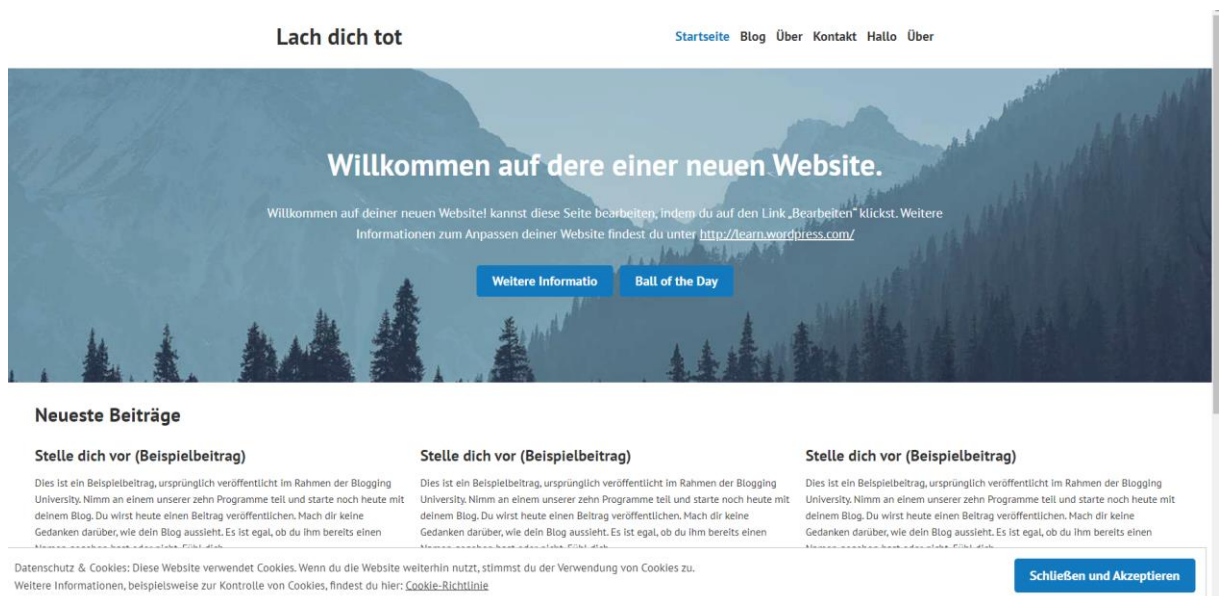 Lach dich tot
Startseite Blog Über Kontakt Hallo Über
Willkommen auf dere einer neuen Website.
Willkommen auf deiner neuen Website! kannst diese Seite bearbeiten, indem du auf den Link „Bearbeiten“ klickst. Weitere
Informationen zum Anpassen deiner Website findest du unter http://learn.wordpress.com/
Weitere Informatio Ball of the Day
Neueste Beiträge
Stelle dich vor (Beispielbeitrag)
Dies ist ein Beispielbeitrag, ursprünglich veröffentlicht im Rahmen der Blogging
University. Nimm an einem unserer zehn Programme teil und starte noch heute mit
deinem Blog. Du wirst heute einen Beitrag veröffentlichen. Mach dir keine
Gedanken darüber, wie dein Blog aussieht. Es ist egal, ob du ihm bereits einen
Stelle dich vor (Beispielbeitrag)
Dies ist ein Beispielbeitrag, ursprünglich veröffentlicht im Rahmen der Blogging
University. Nimm an einem unserer zehn Programme teil und starte noch heute mit
deinem Blog. Du wirst heute einen Beitrag veröffentlichen. Mach dir keine
Gedanken darüber, wie dein Blog aussieht. Es ist egal, ob du ihm bereits einen
Stelle dich vor (Beispielbeitrag)
Dies ist ein Beispielbeitrag, ursprünglich veröffentlicht im Rahmen der Blogging
University. Nimm an einem unserer zehn Programme teil und starte noch heute mit
deinem Blog. Du wirst heute einen Beitrag veröffentlichen. Mach dir keine
Gedanken darüber, wie dein Blog aussieht. Es ist egal, ob du ihm bereits einen
Datenschutz & Cookies: Diese Website verwendet Cookies. Wenn du die Website weiterhin nutzt, stimmst du der Verwendung von Cookies zu.
Weitere Informationen, beispielsweise zur Kontrolle von Cookies, findest du hier: Cookie-Richtlinie
Schließen und Akzeptieren